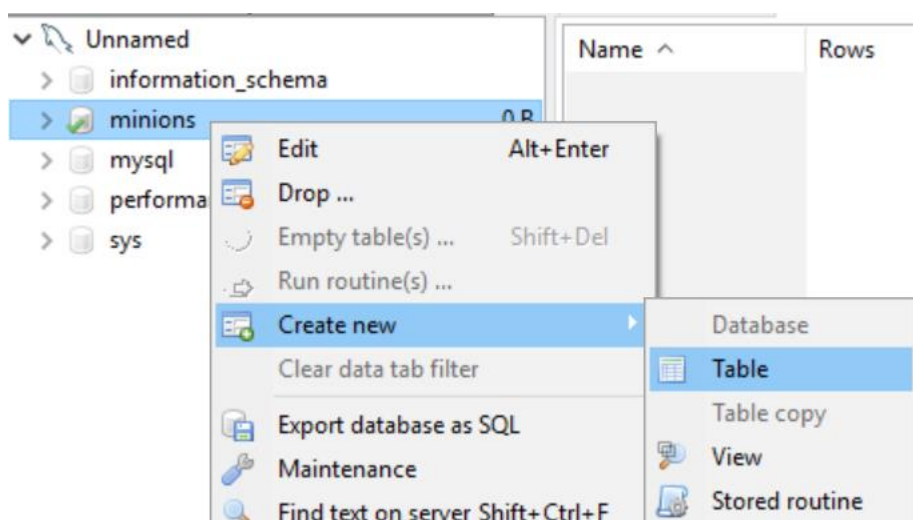 Unnamed
Name Rows
information_schema
minions 0 B
mysql
performa
sys
Edit Alt+Enter
Drop ...
Empty table(s) ... Shift+Del
Run routine(s) ...
Create new
Clear data tab filter
Export database as SQL
Maintenance
Find text on server Shift+Ctrl+F
Database
Table
Table copy
View
Stored routine